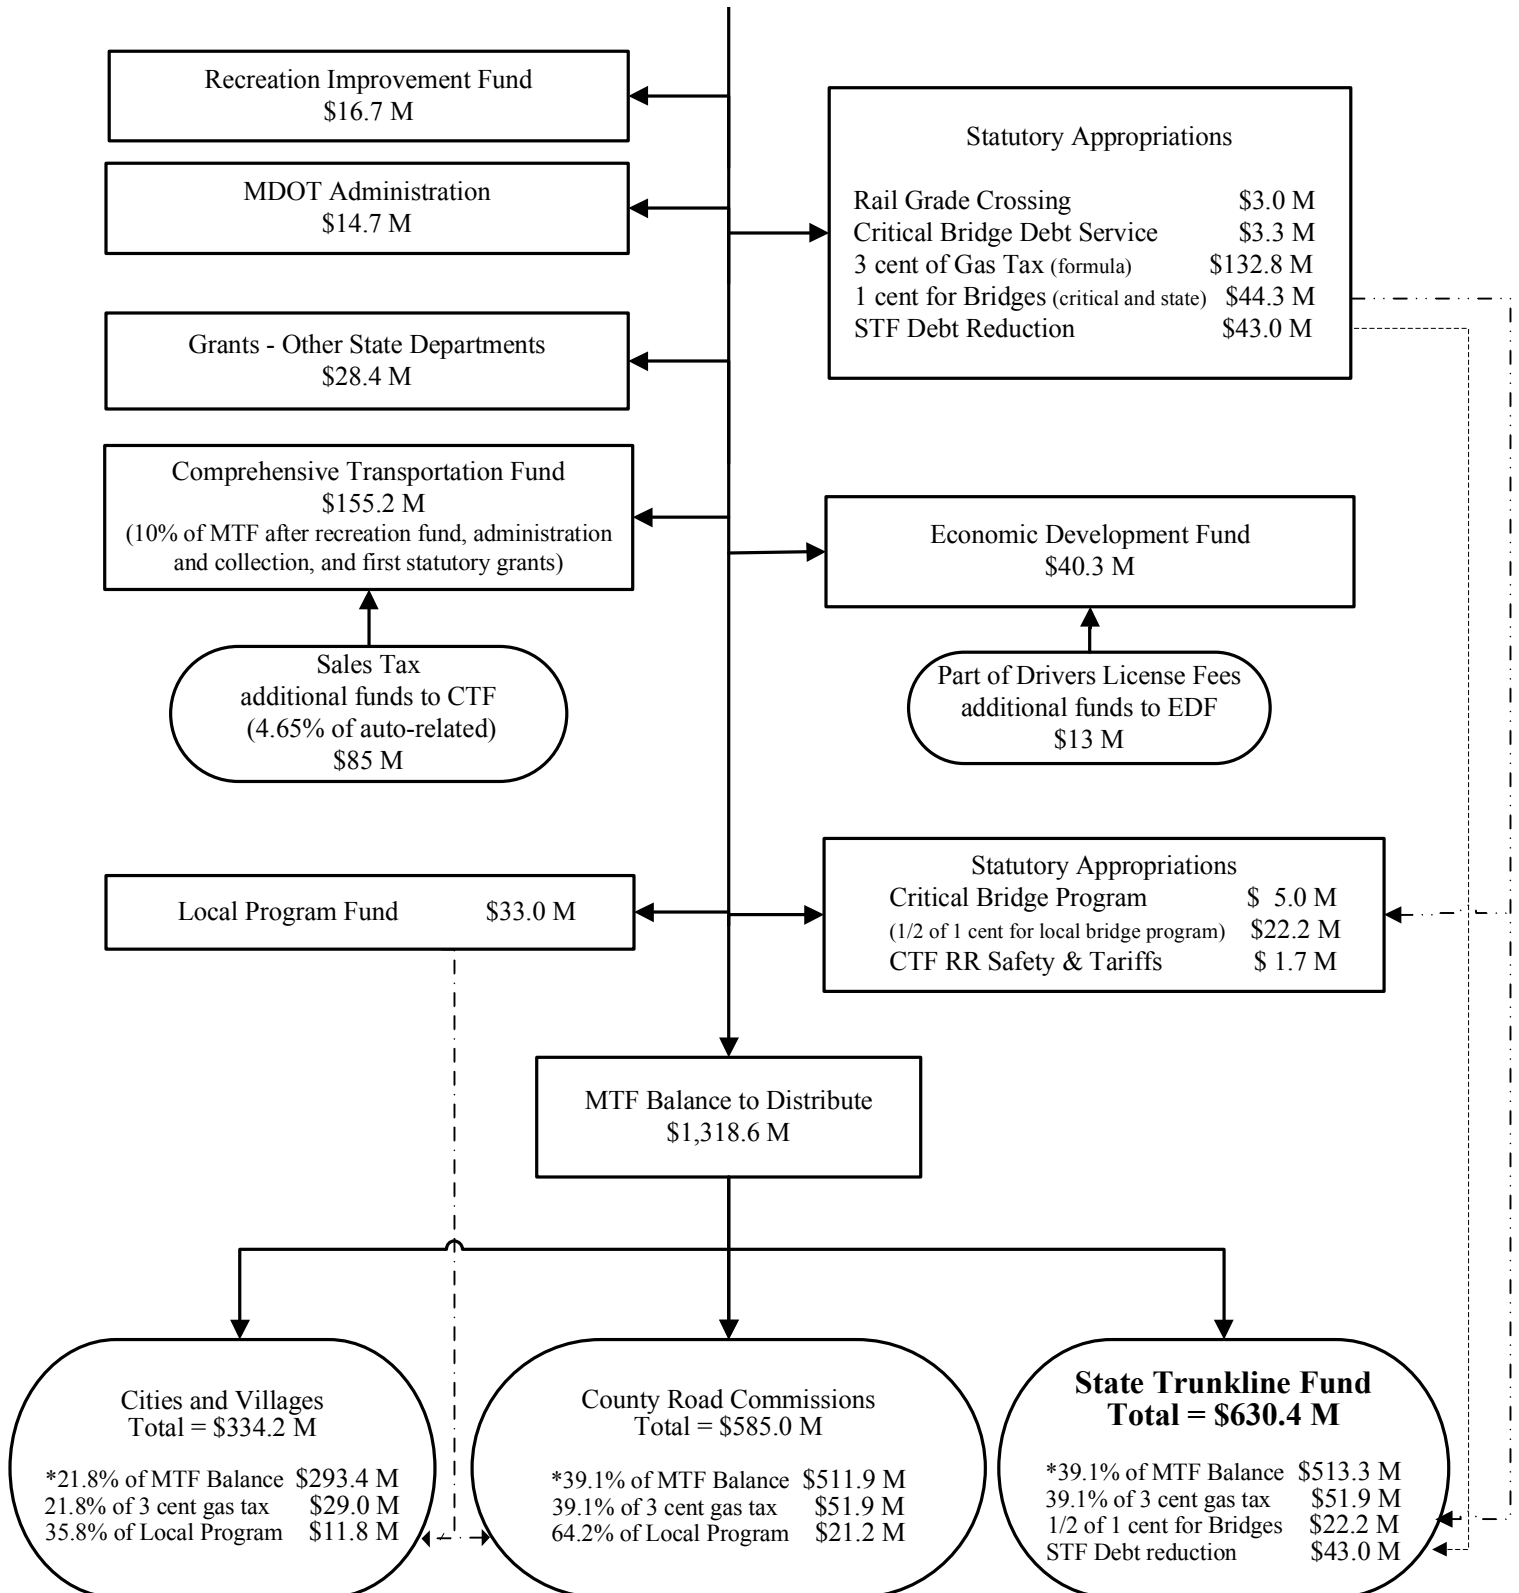 Recreation Improvement Fund
$16.7 M
MDOT Administration
$14.7 M
Grants - Other State Departments
$28.4 M
Comprehensive Transportation Fund
$155.2 M
(10% of MTF after recreation fund, administration
and collection, and first statutory grants)
Sales Tax
additional funds to CTF
(4.65% of auto-related)
$85 M
Statutory Appropriations
Rail Grade Crossing $3.0 M
Critical Bridge Debt Service $3.3 M
3 cent of Gas Tax (formula) $132.8 M
1 cent for Bridges (critical and state) $44.3 M
STF Debt Reduction $43.0 M
Economic Development Fund
$40.3 M
Part of Drivers License Fees
additional funds to EDF
$13 M
Local Program Fund $33.0 M
Statutory Appropriations
Critical Bridge Program $ 5.0 M
(1/2 of 1 cent for local bridge program) $22.2 M
CTF RR Safety & Tariffs $ 1.7 M
MTF Balance to Distribute
$1,318.6 M
Cities and Villages
Total = $334.2 M
*21.8% of MTF Balance $293.4 M
21.8% of 3 cent gas tax $29.0 M
35.8% of Local Program $11.8 M
County Road Commissions
Total = $585.0 M
*39.1% of MTF Balance $511.9 M
39.1% of 3 cent gas tax $51.9 M
64.2% of Local Program $21.2 M
State Trunkline Fund
Total = $630.4 M
*39.1% of MTF Balance $513.3 M
39.1% of 3 cent gas tax $51.9 M
1/2 of 1 cent for Bridges $22.2 M
STF Debt reduction $43.0 M